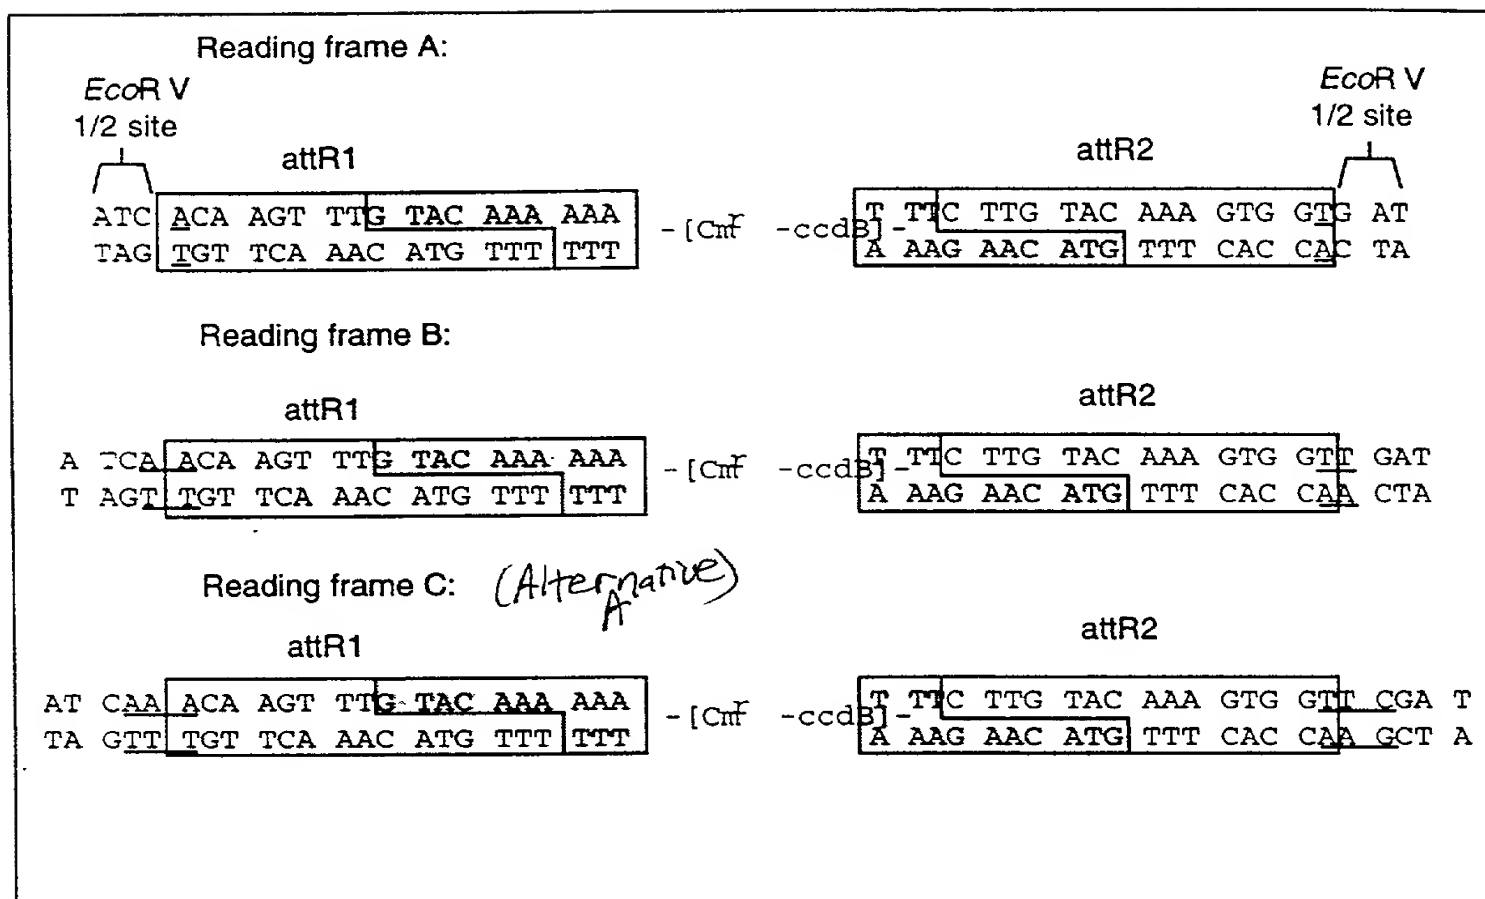 Reading frame A:
EcoR V EcoR V
1/2 site 1/2 site
attR1 attR2
ATC ACA AGT TTG TAC AAA AAA -[Cmr -ccdB]- T TTC TTG TAC AAA GTG GTGAT
TAG TGT TCA AAC ATG TTT TTT A AAG AAC ATG TTT CAC CAC TA
Reading frame B:
attR1 attR2
A TCA ACA AGT TTG TAC AAA AAA -[Cmr -ccdB]- T TTC TTG TAC AAA GTG GTT GAT
T AGT TGT TCA AAC ATG TTT TTT A AAG AAC ATG TTT CAC CAA CTA
Reading frame C: (Alternative A)
attR1 attR2
AT CAA ACA AGT TTG TAC AAA AAA -[Cmr -ccdB]- T TTC TTG TAC AAA GTG GTT CGA T
TA GTT TGT TCA AAC ATG TTT TTT A AAG AAC ATG TTT CAC CAA GCT A